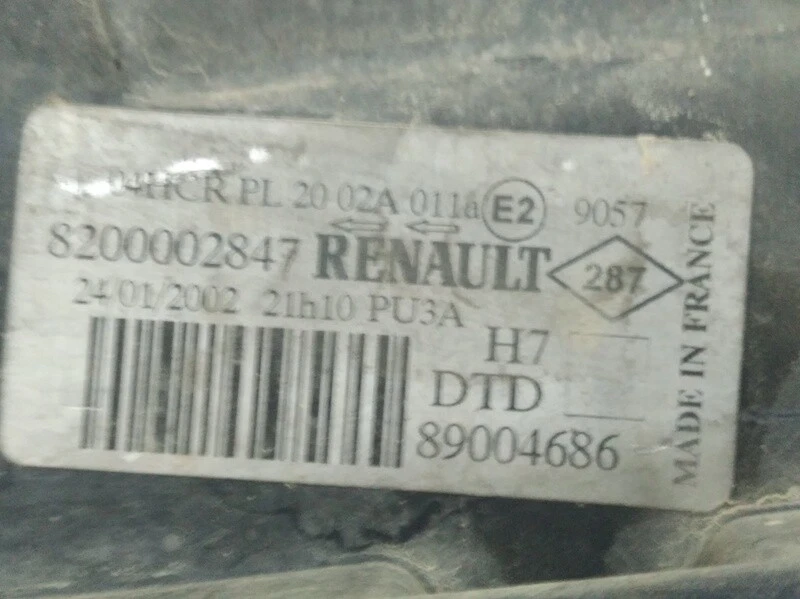 04HCR PL 20 02A 011a E2 9057
8200002847 RENAULT 287
24/01/2002 21h10 PU3A
H7
DTD
89004686
MADE IN FRANCE